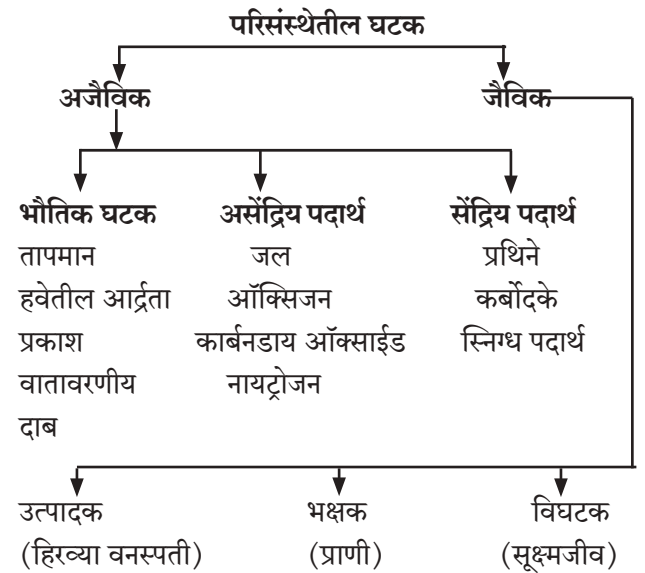 परिसंस्थेतील घटक
अजैविक
जैविक
भौतिक घटक
तापमान
हवेतील आर्द्रता
प्रकाश
वातावरणीय
दाब
असेंद्रिय पदार्थ
जल
ऑक्सिजन
कार्बनडाय ऑक्साईड
नायट्रोजन
सेंद्रिय पदार्थ
प्रथिने
कर्बोदके
स्निग्ध पदार्थ
उत्पादक
(हिरव्या वनस्पती)
भक्षक
(प्राणी)
विघटक
(सूक्ष्मजीव)